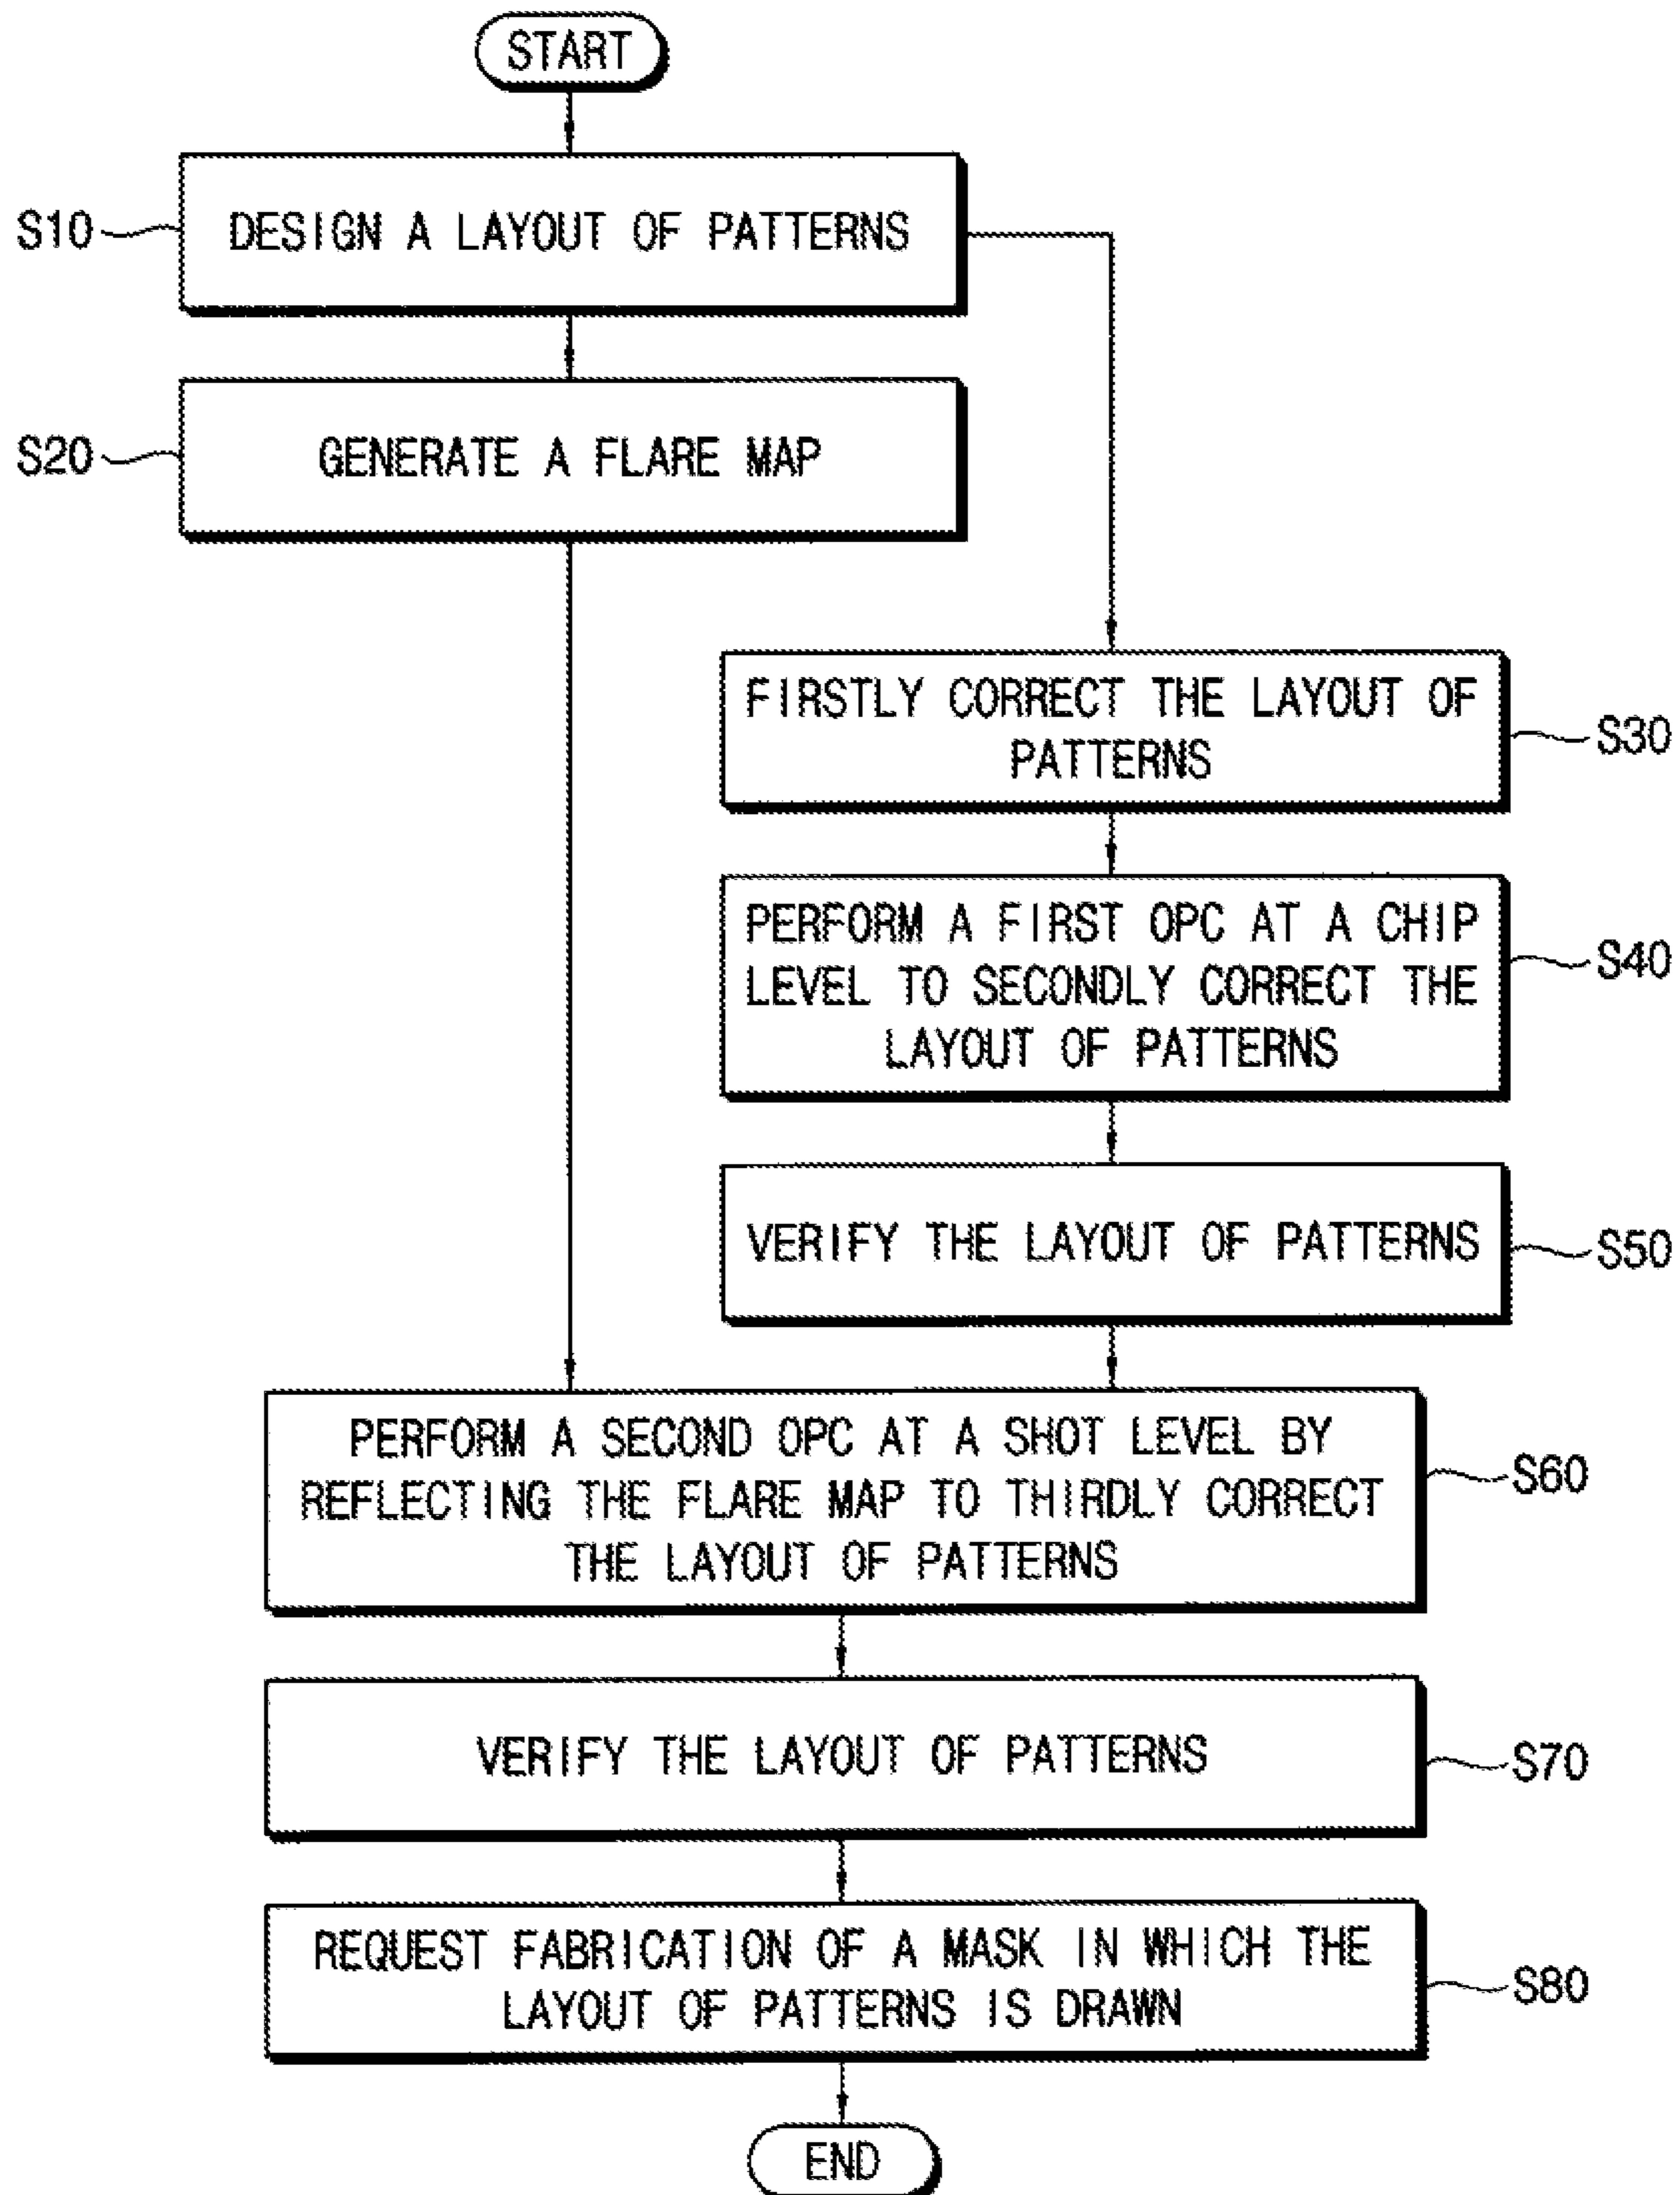 START
S10
DESIGN A LAYOUT OF PATTERNS
S20
GENERATE A FLARE MAP
FIRSTLY CORRECT THE LAYOUT OF
PATTERNS
S30
PERFORM A FIRST OPC AT A CHIP
LEVEL TO SECONDLY CORRECT THE
LAYOUT OF PATTERNS
S40
VERIFY THE LAYOUT OF PATTERNS
S50
PERFORM A SECOND OPC AT A SHOT LEVEL BY
REFLECTING THE FLARE MAP TO THIRDLY CORRECT
THE LAYOUT OF PATTERNS
S60
VERIFY THE LAYOUT OF PATTERNS
S70
REQUEST FABRICATION OF A MASK IN WHICH THE
LAYOUT OF PATTERNS IS DRAWN
S80
END